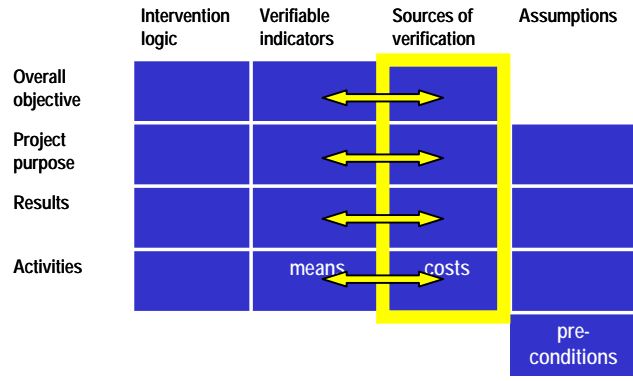 Intervention logic
Verifiable indicators
Sources of verification
Assumptions
Overall objective
Project purpose
Results
Activities
means
costs
pre-
conditions